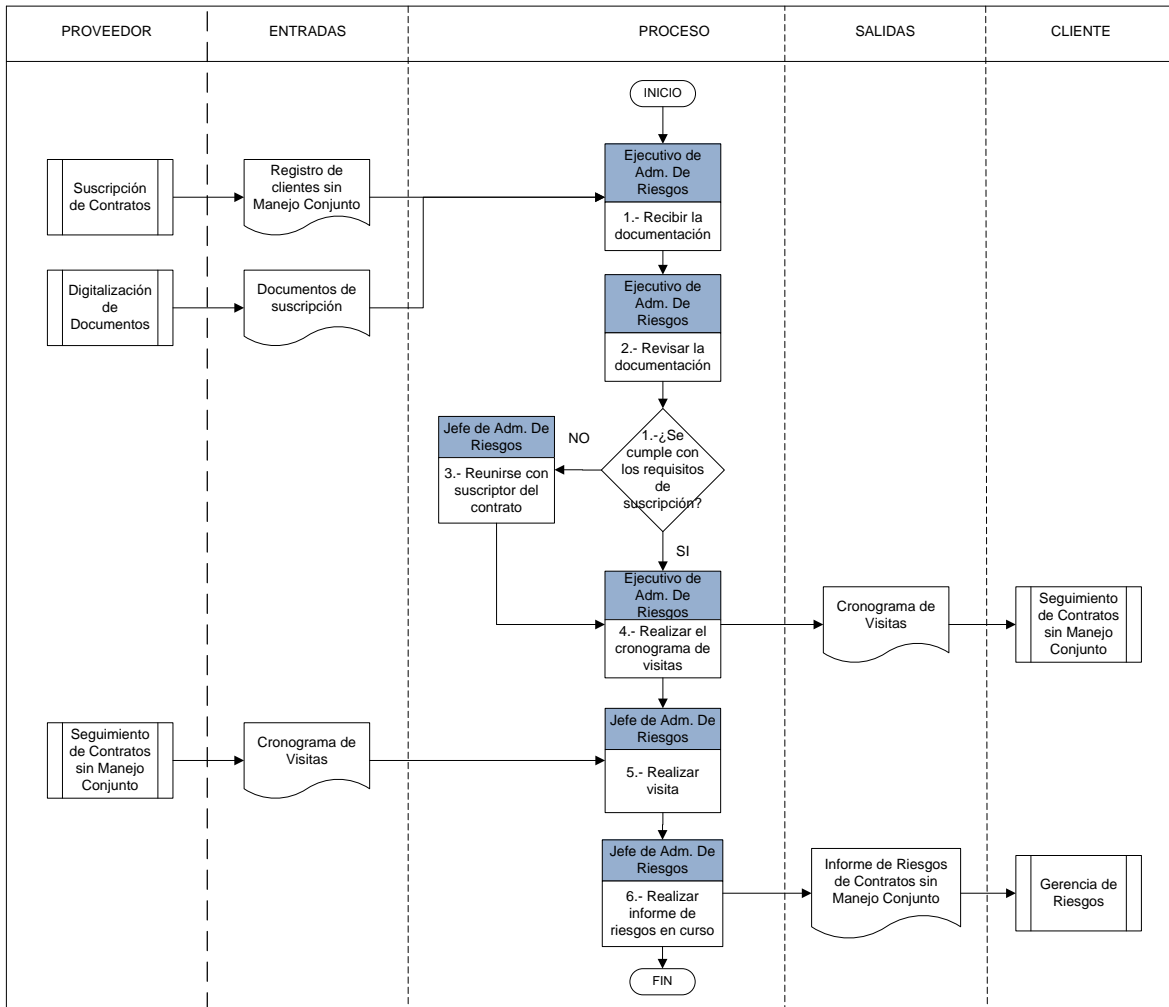 PROVEEDOR
ENTRADAS
PROCESO
SALIDAS
CLIENTE
INICIO
Suscripción
de Contratos
Registro de
clientes sin
Manejo Conjunto
Ejecutivo de
Adm. De
Riesgos
1.- Recibir la
documentación
Digitalización
de
Documentos
Documentos de
suscripción
Ejecutivo de
Adm. De
Riesgos
2.- Revisar la
documentación
Jefe de Adm. De
Riesgos
3.- Reunirse con
suscriptor del
contrato
NO
1.-¿Se
cumple con
los requisitos
de
suscripción?
SI
Ejecutivo de
Adm. De
Riesgos
4.- Realizar el
cronograma de
visitas
Cronograma de
Visitas
Seguimiento
de Contratos
sin Manejo
Conjunto
Seguimiento
de Contratos
sin Manejo
Conjunto
Cronograma de
Visitas
Jefe de Adm. De
Riesgos
5.- Realizar
visita
Jefe de Adm. De
Riesgos
6.- Realizar
informe de
riesgos en curso
Informe de Riesgos
de Contratos sin
Manejo Conjunto
Gerencia de
Riesgos
FIN